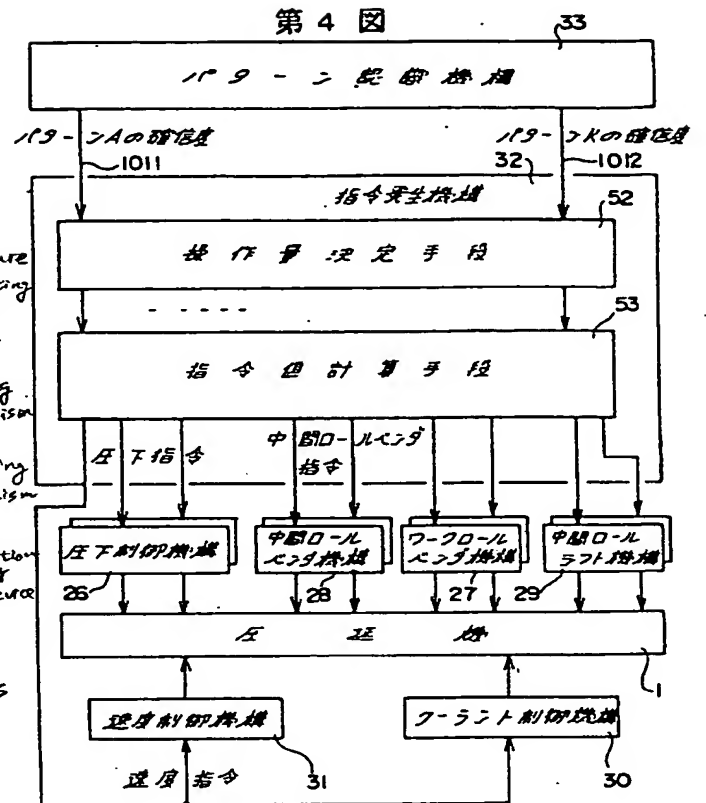 第4図
33
パターン認識機構
パターンAの確信度
パターンKの確信度
1011
32
1012
指令発生機構
52
操作量決定手段
53
指令値計算手段
圧下指令
中間ロールベンダ
指令
圧下制御機構
中間ロール
ベンダ機構
ワークロール
ベンダ機構
中間ロール
シフト機構
26
28
27
29
圧延機
1
速度制御機構
クーラント制御機構
31
30
速度指令